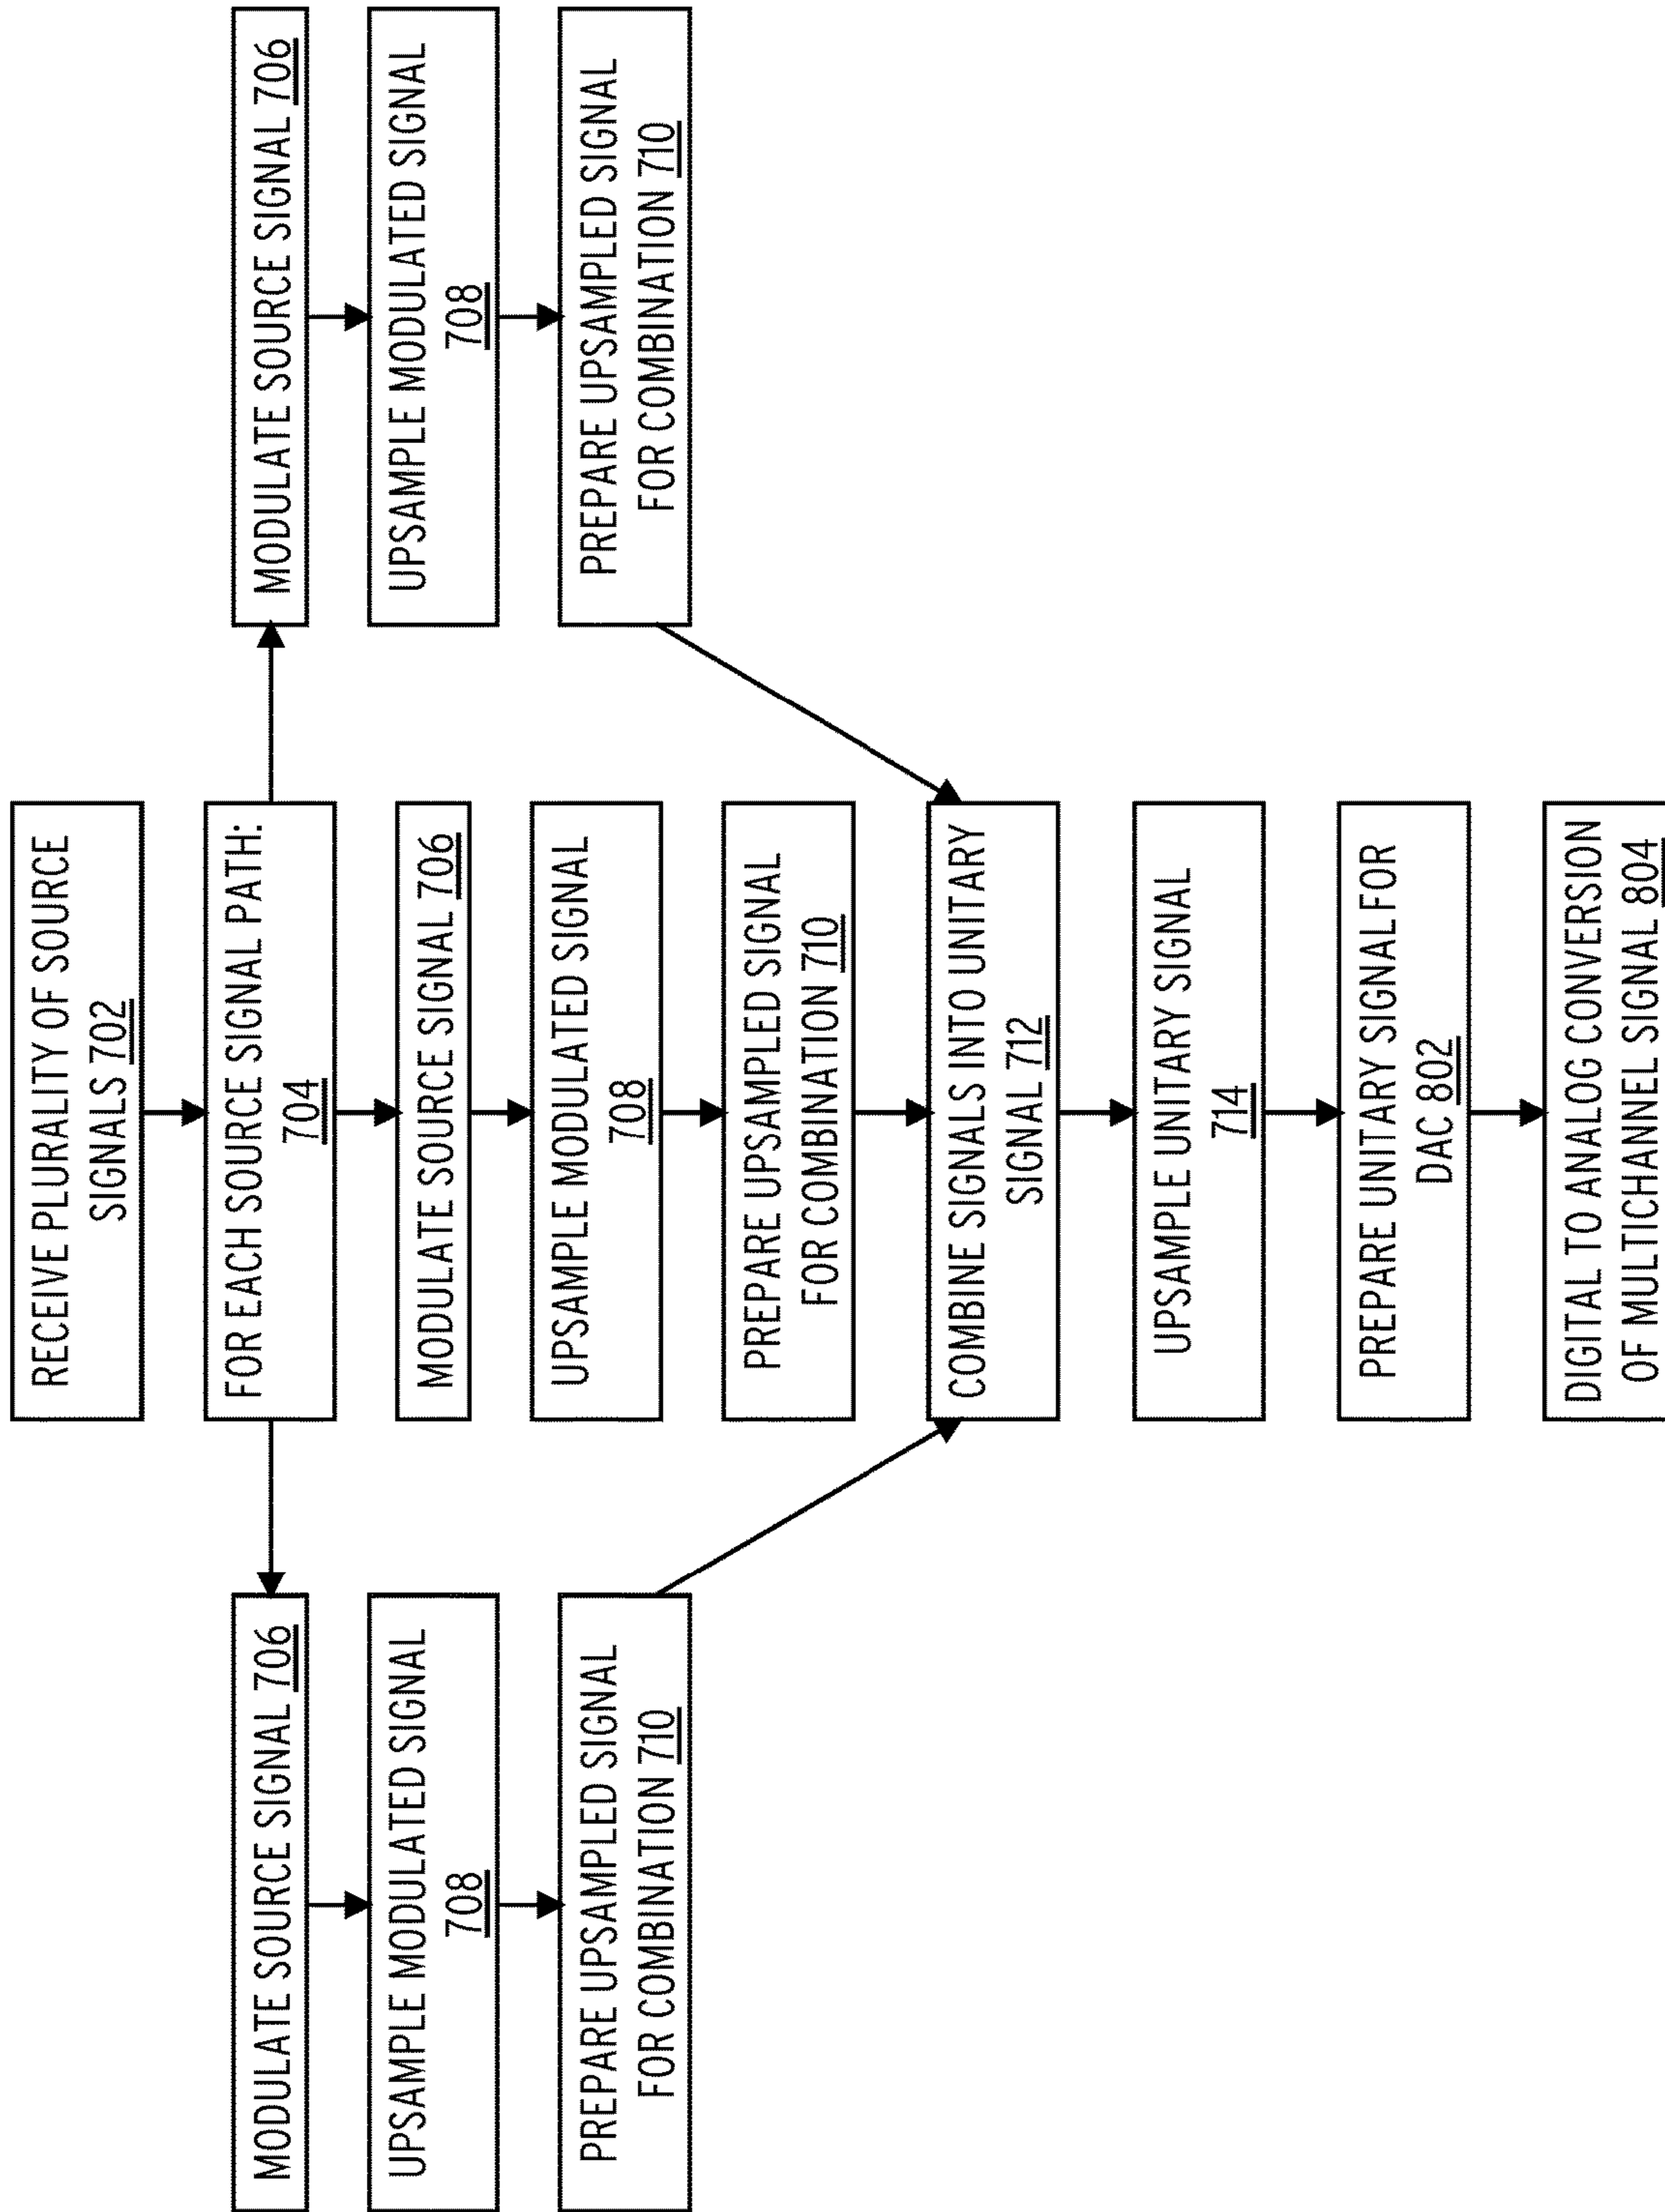 RECEIVE PLURALITY OF SOURCE
SIGNALS 702
FOR EACH SOURCE SIGNAL PATH:
704
MODULATE SOURCE SIGNAL 706
UPSAMPLE MODULATED SIGNAL
708
PREPARE UPSAMPLED SIGNAL
FOR COMBINATION 710
MODULATE SOURCE SIGNAL 706
UPSAMPLE MODULATED SIGNAL
708
PREPARE UPSAMPLED SIGNAL
FOR COMBINATION 710
MODULATE SOURCE SIGNAL 706
UPSAMPLE MODULATED SIGNAL
708
PREPARE UPSAMPLED SIGNAL
FOR COMBINATION 710
COMBINE SIGNALS INTO UNITARY
SIGNAL 712
UPSAMPLE UNITARY SIGNAL
714
PREPARE UNITARY SIGNAL FOR
DAC 802
DIGITAL TO ANALOG CONVERSION
OF MULTICHANNEL SIGNAL 804